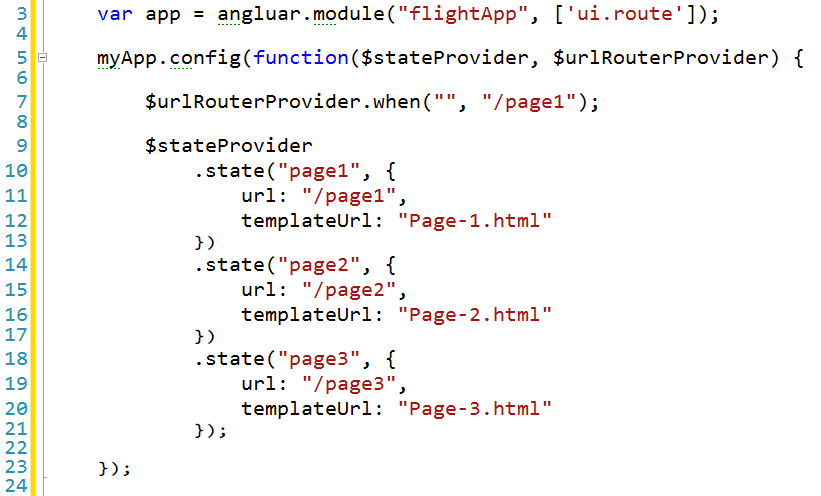 3 var app = angluar.module("flightApp", ['ui.route']);
4
5 myApp.config(function($stateProvider, $urlRouterProvider) {
6
7 $urlRouterProvider.when("", "/page1");
8
9 $stateProvider
10 .state("page1", {
11 url: "/page1",
12 templateUrl: "Page-1.html"
13 })
14 .state("page2", {
15 url: "/page2",
16 templateUrl: "Page-2.html"
17 })
18 .state("page3", {
19 url: "/page3",
20 templateUrl: "Page-3.html"
21 });
22
23 });
24